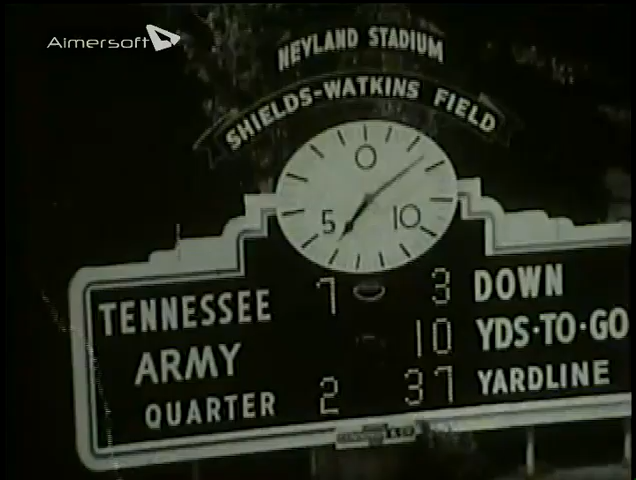 Aimersoft
NEYLAND STADIUM
SHIELDS-WATKINS FIELD
0
5 10
TENNESSEE 7 3 DOWN
ARMY 10 YDS·TO·GO
QUARTER 2 37 YARDLINE